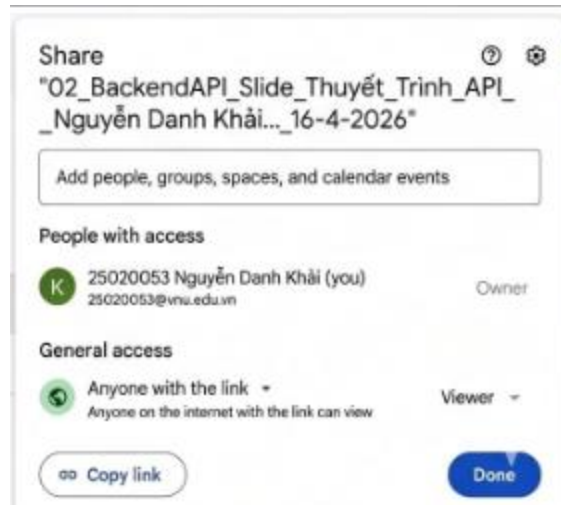 Share
"02_BackendAPI_Slide_Thuyết_Trình_API_
_Nguyễn Danh Khải..._16-4-2026"
Add people, groups, spaces, and calendar events
People with access
K
25020053 Nguyễn Danh Khải (you)
25020053@vnu.edu.vn
Owner
General access
Anyone with the link
Anyone on the internet with the link can view
Viewer
Copy link
Done